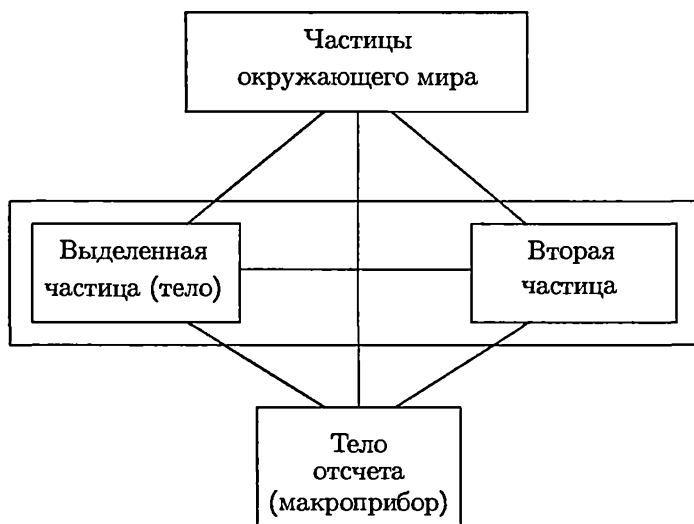 Частицы
окружающего мира
Выделенная
частица (тело)
Вторая
частица
Тело
отсчета
(макроприбор)